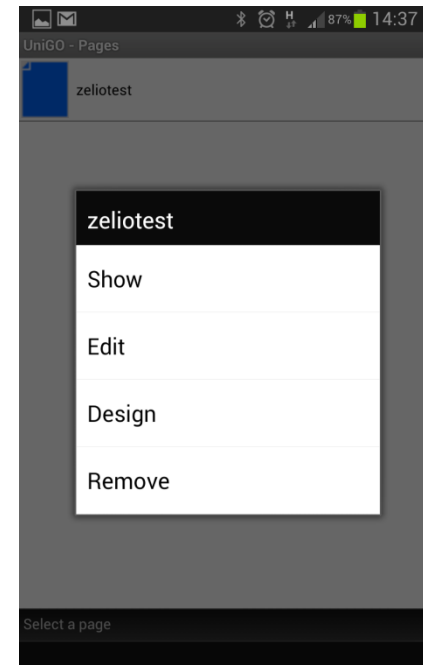 H 87% 14:37
UniGO - Pages
zeliotest
zeliotest
Show
Edit
Design
Remove
Select a page